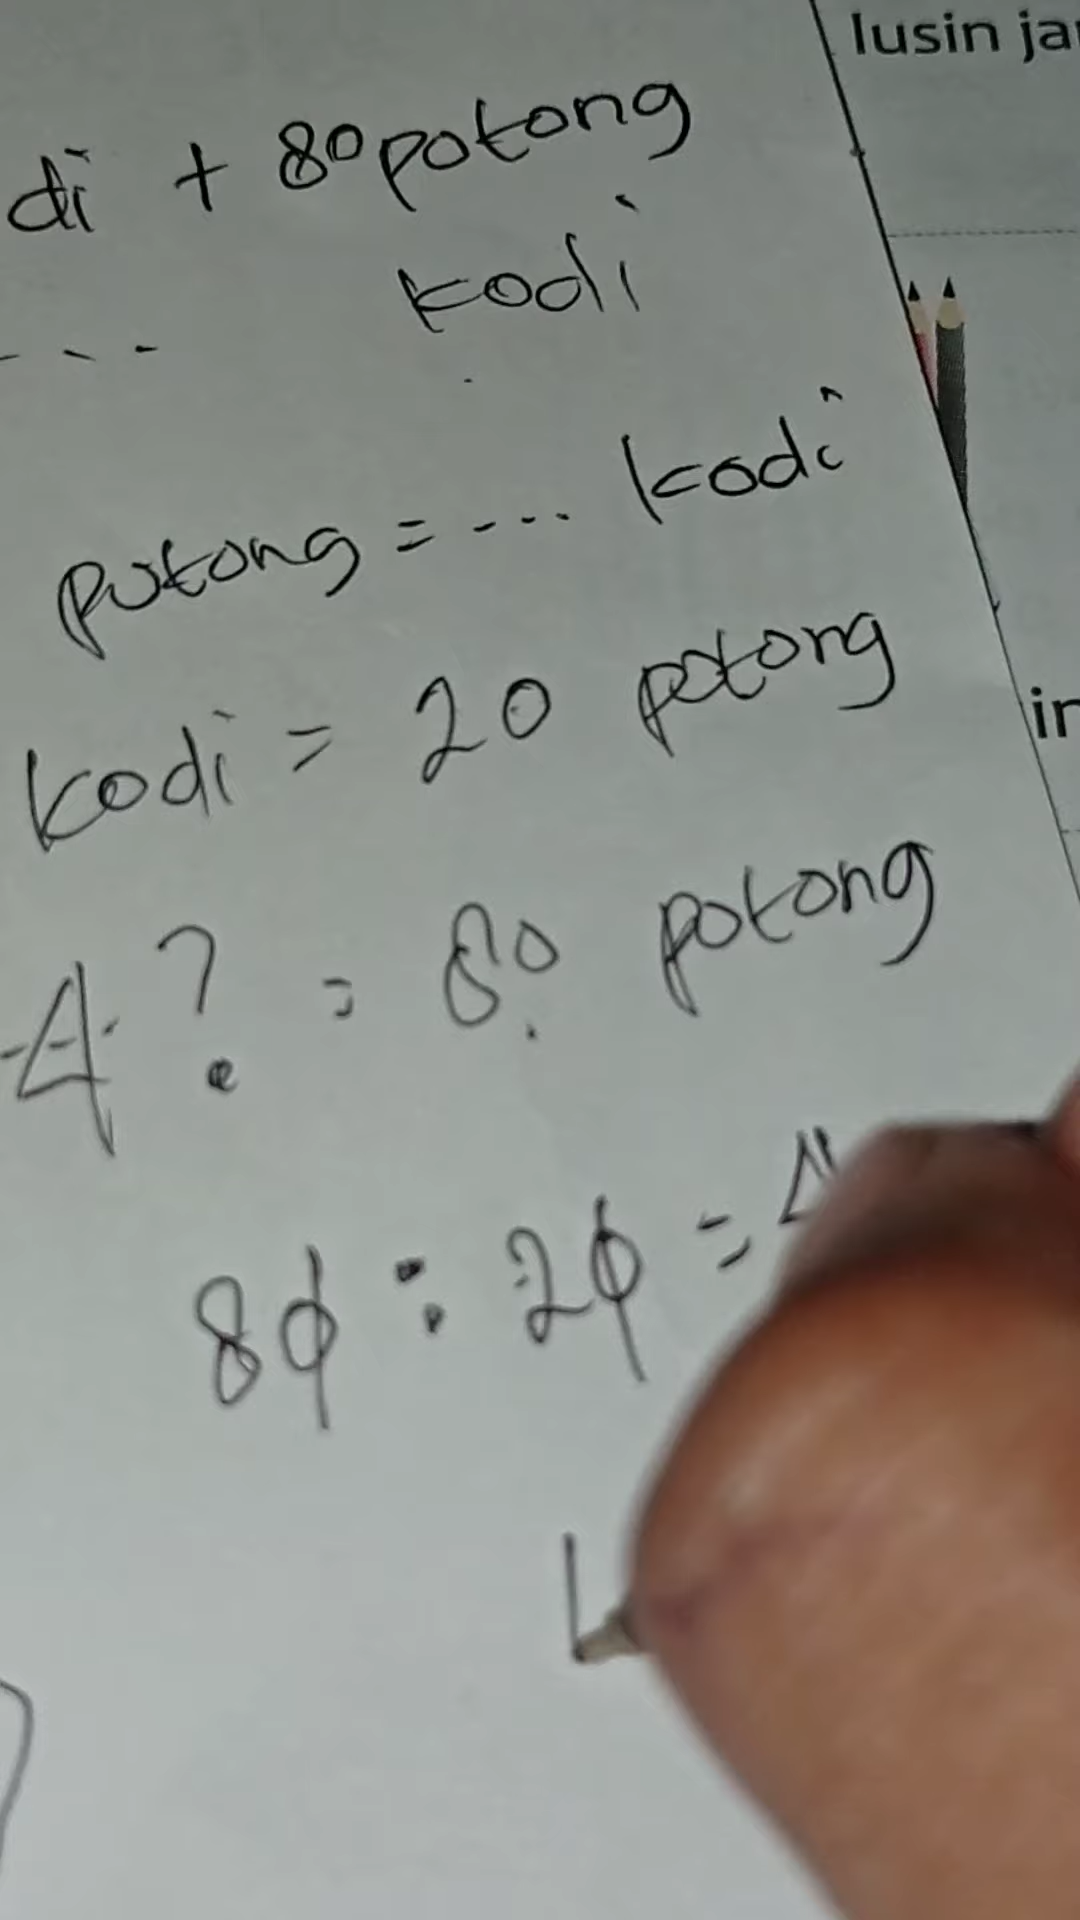 lusin ja
di + 80 potong
kodi
...
potong = ... kodi
kodi = 20 potong
in
4 ? = 80 potong
80 : 20 = 4